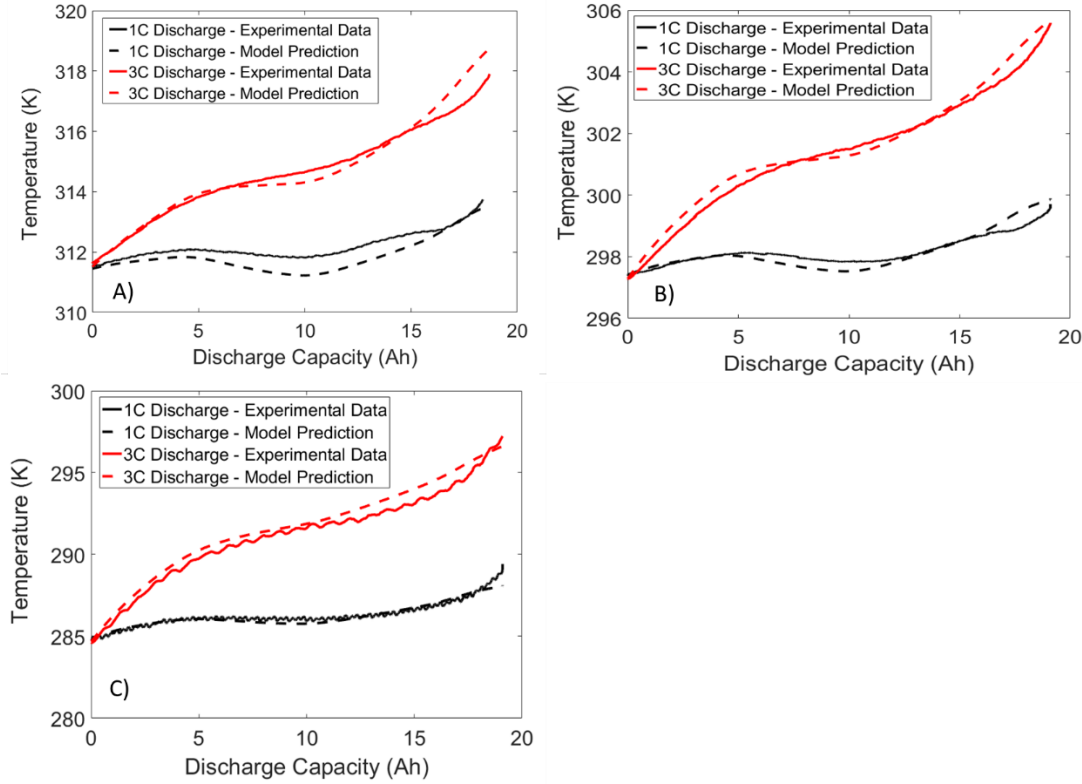 320
318
316
314
312
310
Temperature (K)
1C Discharge - Experimental Data
1C Discharge - Model Prediction
3C Discharge - Experimental Data
3C Discharge - Model Prediction
A)
0
5
10
15
20
Discharge Capacity (Ah)
306
304
302
300
298
296
Temperature (K)
1C Discharge - Experimental Data
1C Discharge - Model Prediction
3C Discharge - Experimental Data
3C Discharge - Model Prediction
B)
0
5
10
15
20
Discharge Capacity (Ah)
300
295
290
285
280
Temperature (K)
1C Discharge - Experimental Data
1C Discharge - Model Prediction
3C Discharge - Experimental Data
3C Discharge - Model Prediction
C)
0
5
10
15
20
Discharge Capacity (Ah)